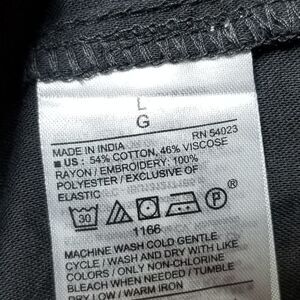 L
G
MADE IN INDIA RN 54023
■ US : 54% COTTON, 46% VISCOSE
RAYON / EMBROIDERY: 100%
POLYESTER / EXCLUSIVE OF
ELASTIC
30 P ®
1166
MACHINE WASH COLD GENTLE
CYCLE / WASH AND DRY WITH LIKE
COLORS / ONLY NON-CHLORINE
BLEACH WHEN NEEDED / TUMBLE
DRY LOW / WARM IRON